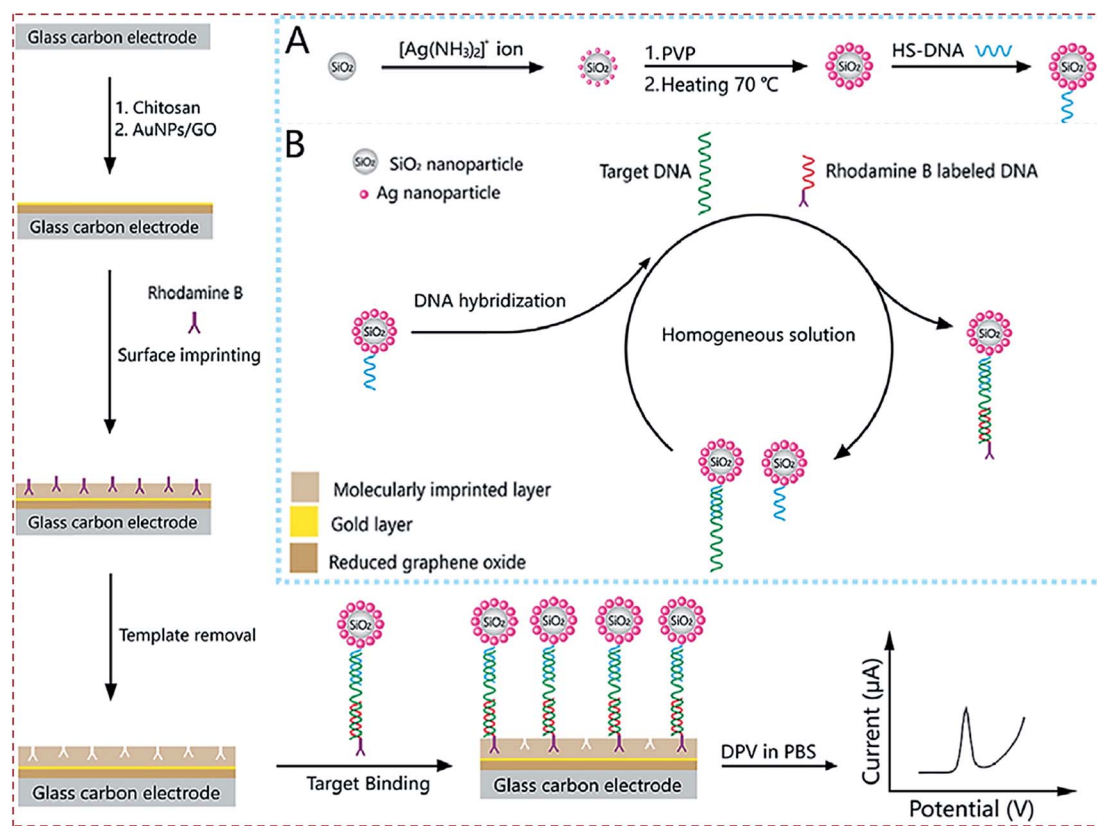 Glass carbon electrode
1. Chitosan
2. AuNPs/GO
Glass carbon electrode
Rhodamine B
Surface imprinting
Glass carbon electrode
Template removal
Glass carbon electrode
A
SiO₂
[Ag(NH₃)₂]⁺ ion
SiO₂
1.PVP
2.Heating 70 ℃
SiO₂
HS-DNA
SiO₂
B
SiO₂
SiO₂ nanoparticle
Ag nanoparticle
Target DNA
Rhodamine B labeled DNA
DNA hybridization
SiO₂
Homogeneous solution
SiO₂
SiO₂
SiO₂
Molecularly imprinted layer
Gold layer
Reduced graphene oxide
SiO₂
Target Binding
SiO₂
SiO₂
SiO₂
SiO₂
Glass carbon electrode
DPV in PBS
Current (μA)
Potential (V)